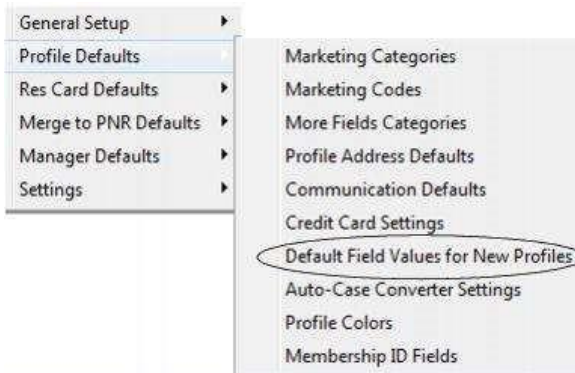 General Setup
Profile Defaults
Res Card Defaults
Merge to PNR Defaults
Manager Defaults
Settings
Marketing Categories
Marketing Codes
More Fields Categories
Profile Address Defaults
Communication Defaults
Credit Card Settings
Default Field Values for New Profiles
Auto-Case Converter Settings
Profile Colors
Membership ID Fields